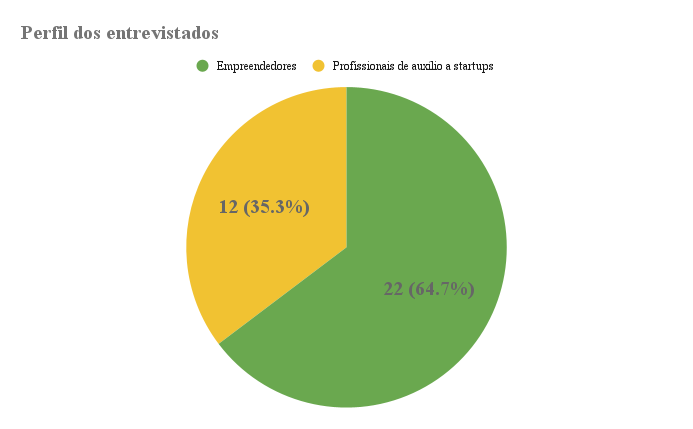 Perfil dos entrevistados
Empreendedores Profissionais de auxílio a startups
12 (35.3%)
22 (64.7%)